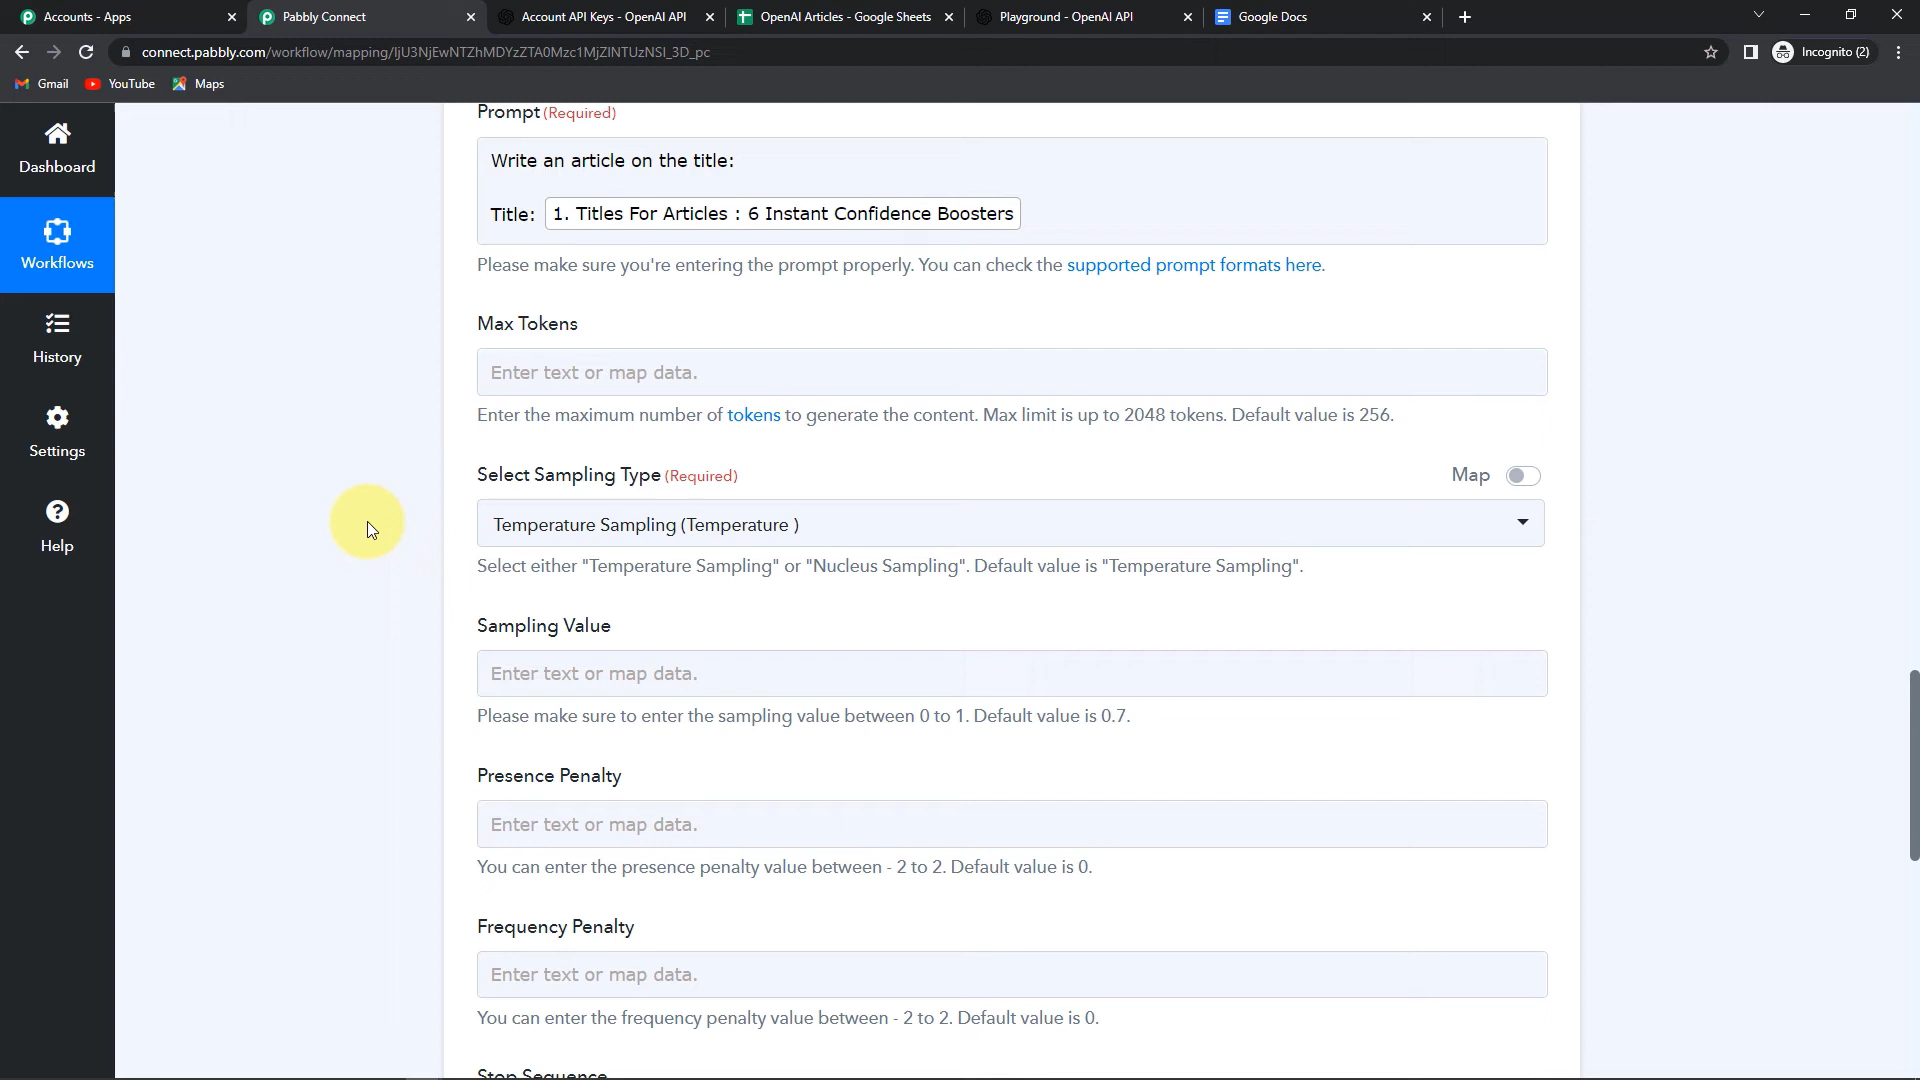 Accounts - Apps
Pabbly Connect
Account API Keys - OpenAI API
OpenAI Articles - Google Sheets
Playground - OpenAI API
Google Docs
Incognito (2)
Gmail
YouTube
Maps
Dashboard
Workflows
History
Settings
Help
Prompt (Required)
Write an article on the title:
Title: 1. Titles For Articles : 6 Instant Confidence Boosters
Please make sure you're entering the prompt properly. You can check the supported prompt formats here.
Max Tokens
Enter text or map data.
Enter the maximum number of tokens to generate the content. Max limit is up to 2048 tokens. Default value is 256.
Select Sampling Type (Required)
Map
Temperature Sampling (Temperature )
Select either "Temperature Sampling" or "Nucleus Sampling". Default value is "Temperature Sampling".
Sampling Value
Enter text or map data.
Please make sure to enter the sampling value between 0 to 1. Default value is 0.7.
Presence Penalty
Enter text or map data.
You can enter the presence penalty value between - 2 to 2. Default value is 0.
Frequency Penalty
Enter text or map data.
You can enter the frequency penalty value between - 2 to 2. Default value is 0.
Stop Sequence